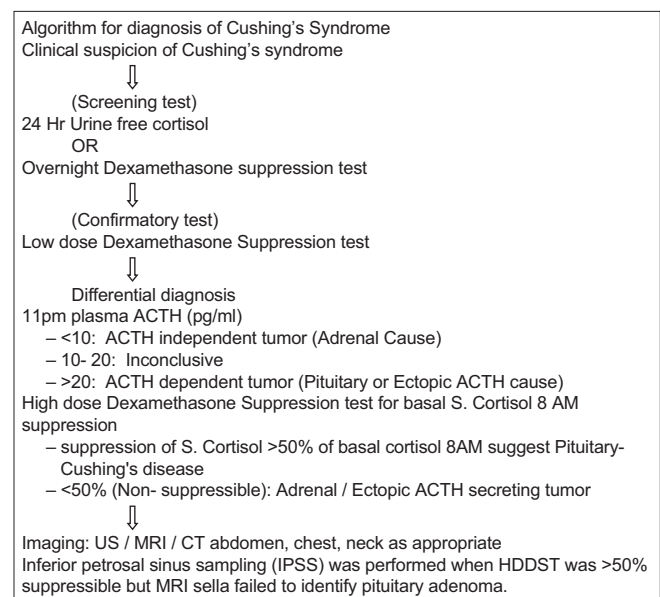 Algorithm for diagnosis of Cushing's Syndrome
Clinical suspicion of Cushing's syndrome
(Screening test)
24 Hr Urine free cortisol
OR
Overnight Dexamethasone suppression test
(Confirmatory test)
Low dose Dexamethasone Suppression test
Differential diagnosis
11pm plasma ACTH (pg/ml)
– <10: ACTH independent tumor (Adrenal Cause)
– 10- 20: Inconclusive
– >20: ACTH dependent tumor (Pituitary or Ectopic ACTH cause)
High dose Dexamethasone Suppression test for basal S. Cortisol 8 AM
suppression
– suppression of S. Cortisol >50% of basal cortisol 8AM suggest Pituitary-
Cushing's disease
– <50% (Non- suppressible): Adrenal / Ectopic ACTH secreting tumor
Imaging: US / MRI / CT abdomen, chest, neck as appropriate
Inferior petrosal sinus sampling (IPSS) was performed when HDDST was >50%
suppressible but MRI sella failed to identify pituitary adenoma.